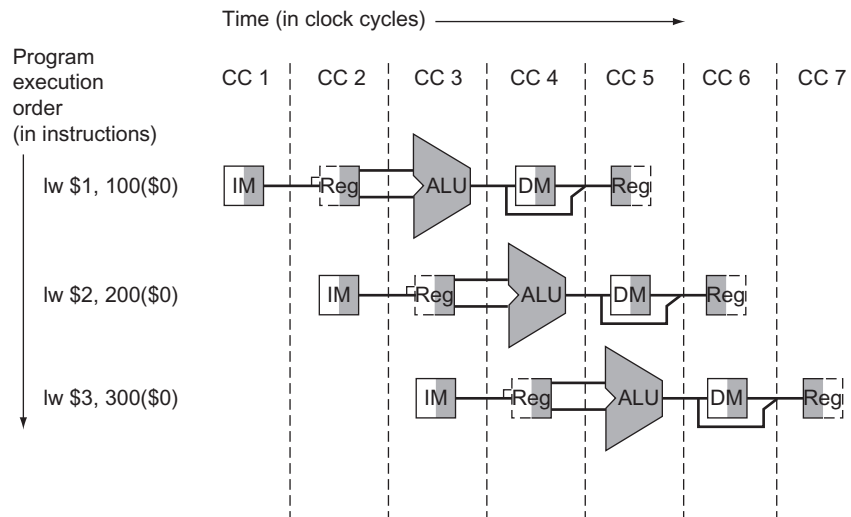 Time (in clock cycles)
Program
execution
order
(in instructions)
CC 1 CC 2 CC 3 CC 4 CC 5 CC 6 CC 7
lw $1, 100($0) IM Reg ALU DM Reg
lw $2, 200($0) IM Reg ALU DM Reg
lw $3, 300($0) IM Reg ALU DM Reg